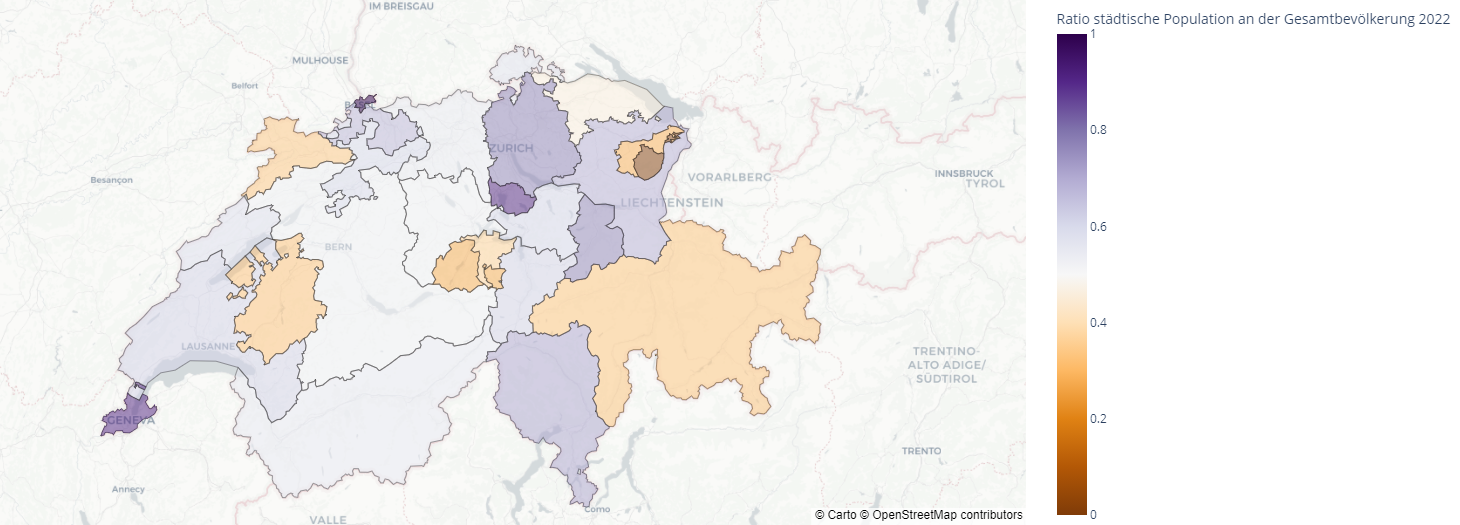 IM BREISGAU
MULHOUSE
Belfort
ZURICH
Besançon
VORARLBERG
INNSBRUCK
TYROL
LIECHTENSTEIN
BERN
LAUSANNE
TRENTINO-
ALTO ADIGE/
SÜDTIROL
GENEVA
TRENTO
Annecy
Como
VALLE
© Carto © OpenStreetMap contributors
Ratio städtische Population an der Gesamtbevölkerung 2022
1
0.8
0.6
0.4
0.2
0